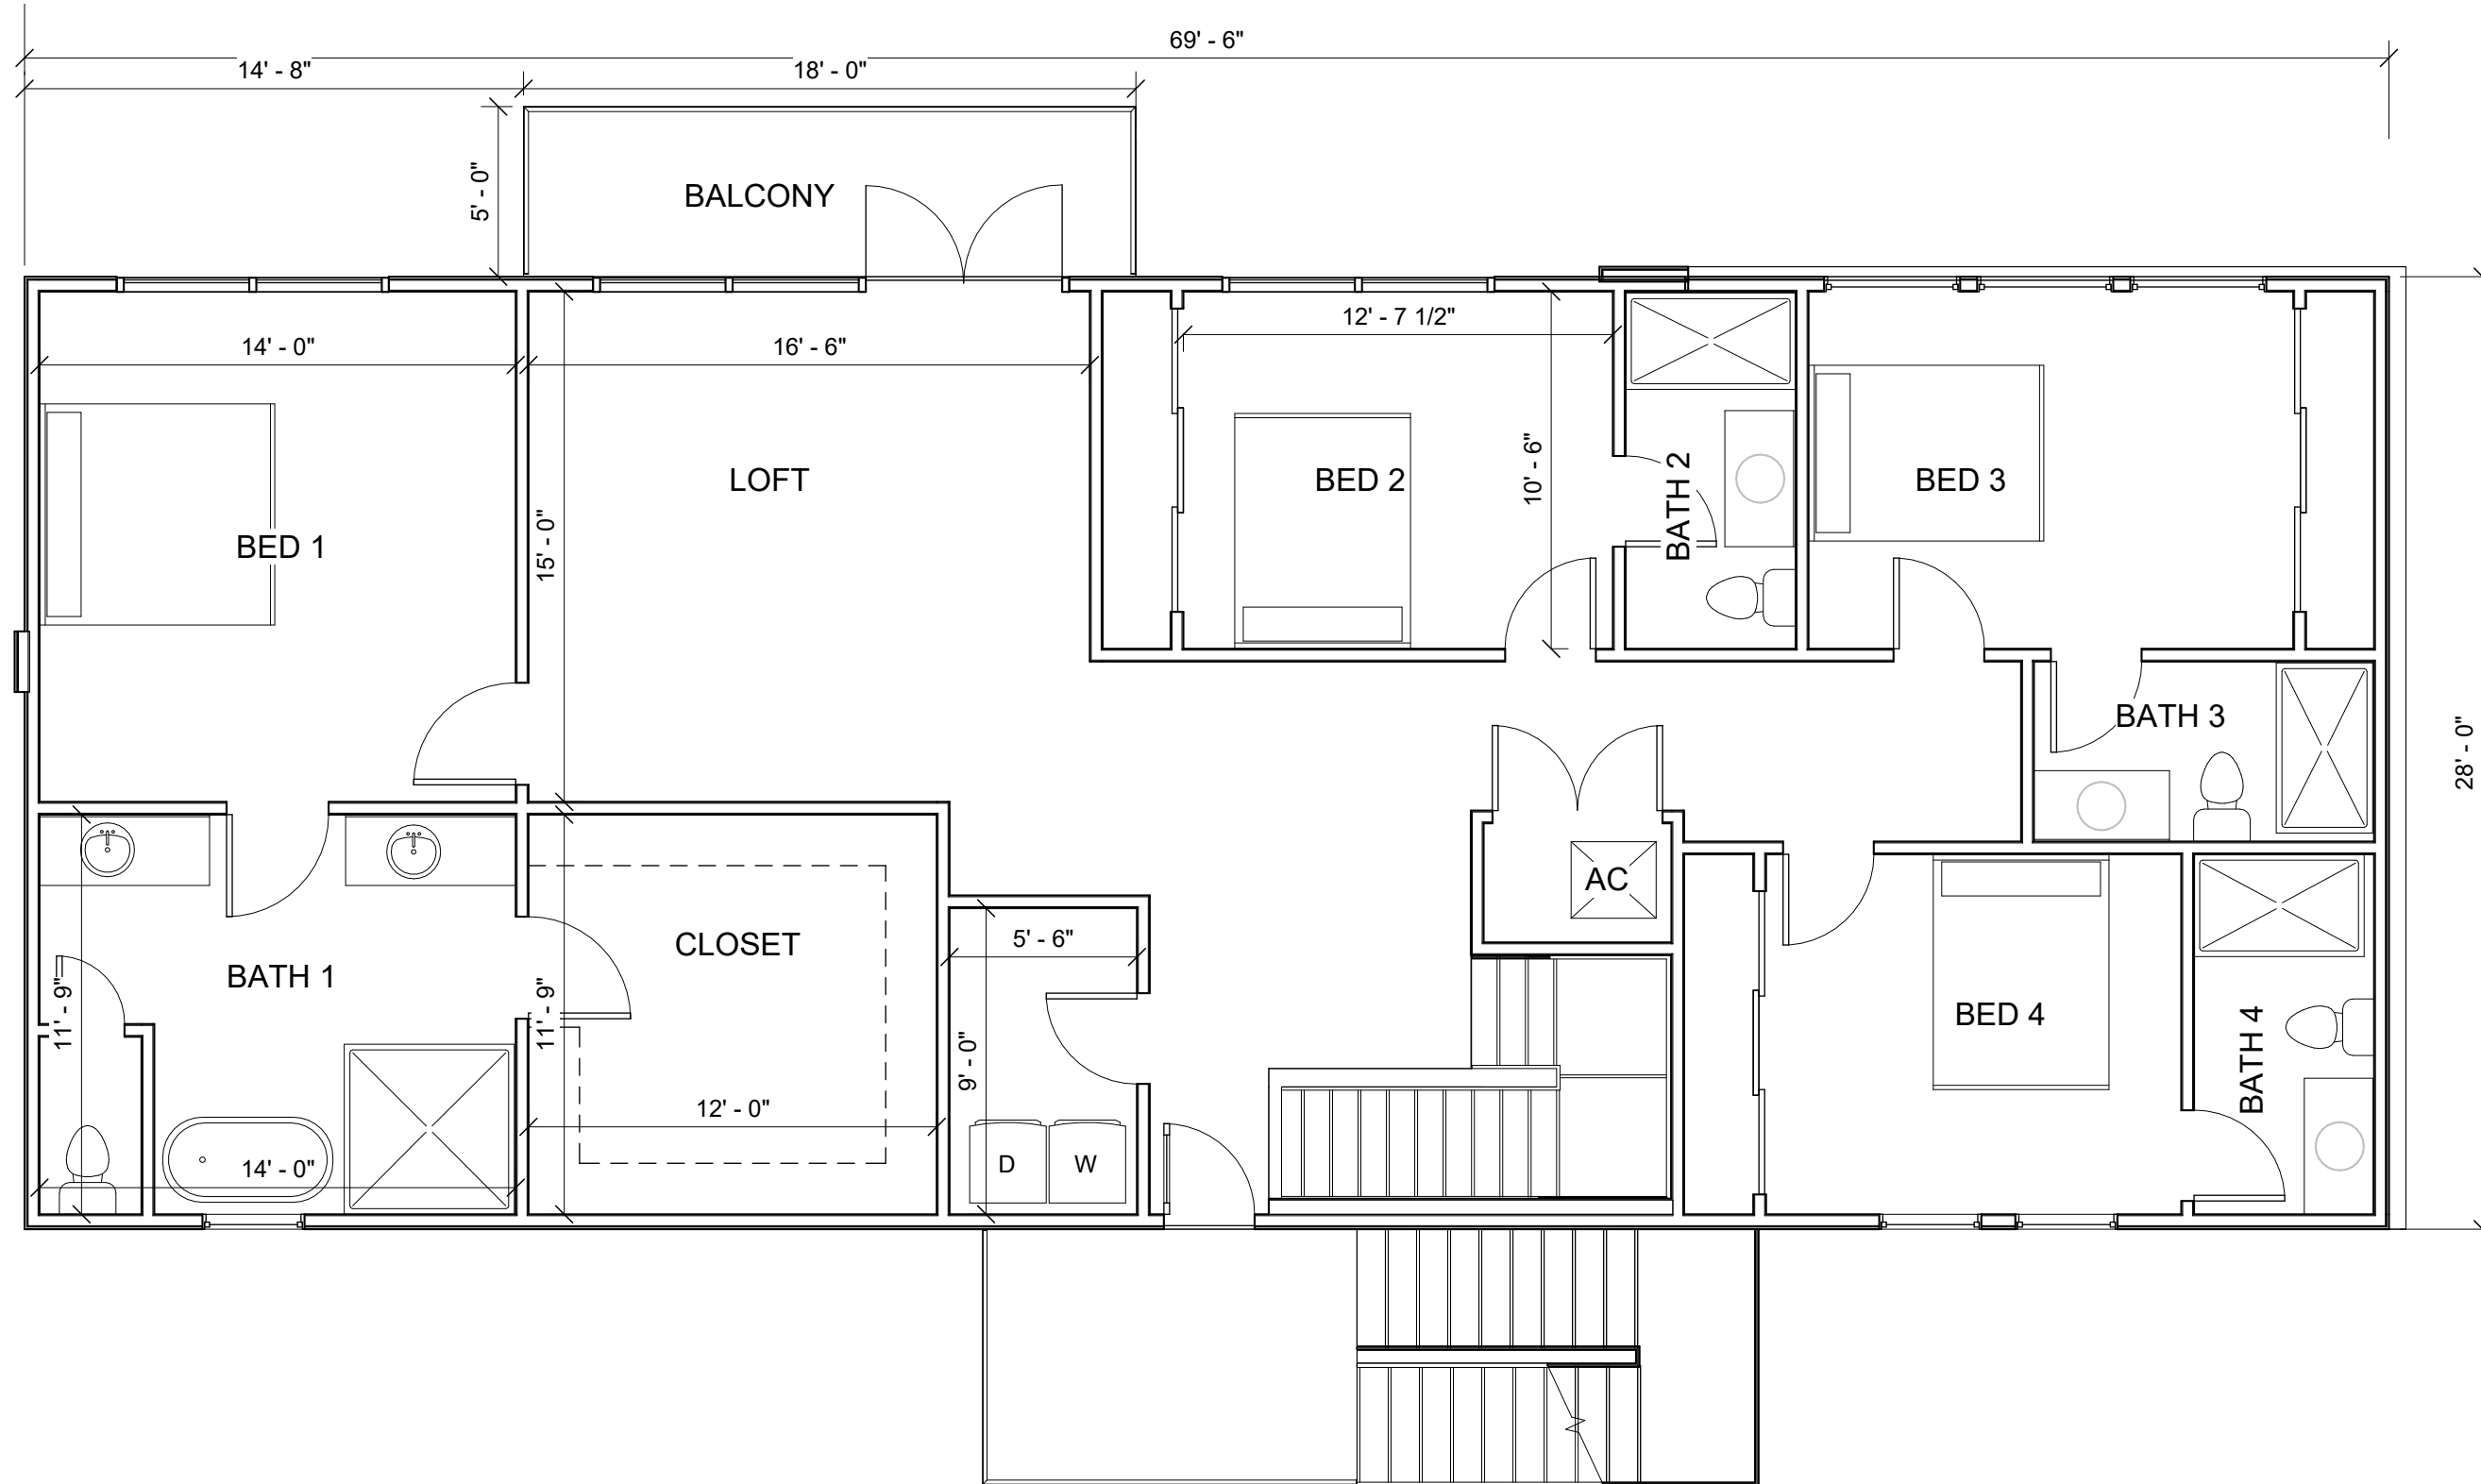 69' - 6"
14' - 8"
18' - 0"
5' - 0"
BALCONY
12' - 7 1/2"
14' - 0"
16' - 6"
LOFT
BED 2
10' - 6"
BATH 2
BED 3
BED 1
15' - 0"
BATH 3
28' - 0"
AC
CLOSET
5' - 6"
BATH 1
11' - 9"
11' - 9"
9' - 0"
BED 4
BATH 4
12' - 0"
14' - 0"
D
W